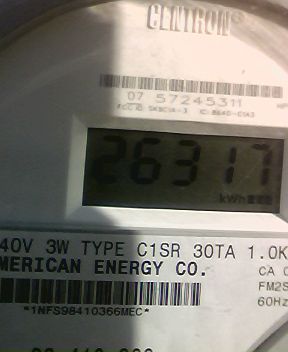 CENTRON®
07 57245311
26317
kWh
40V 3W TYPE C1SR 30TA 1.0K
MERICAN ENERGY CO.
CA 0
FM2S
60Hz
*1NFS98410366MEC*